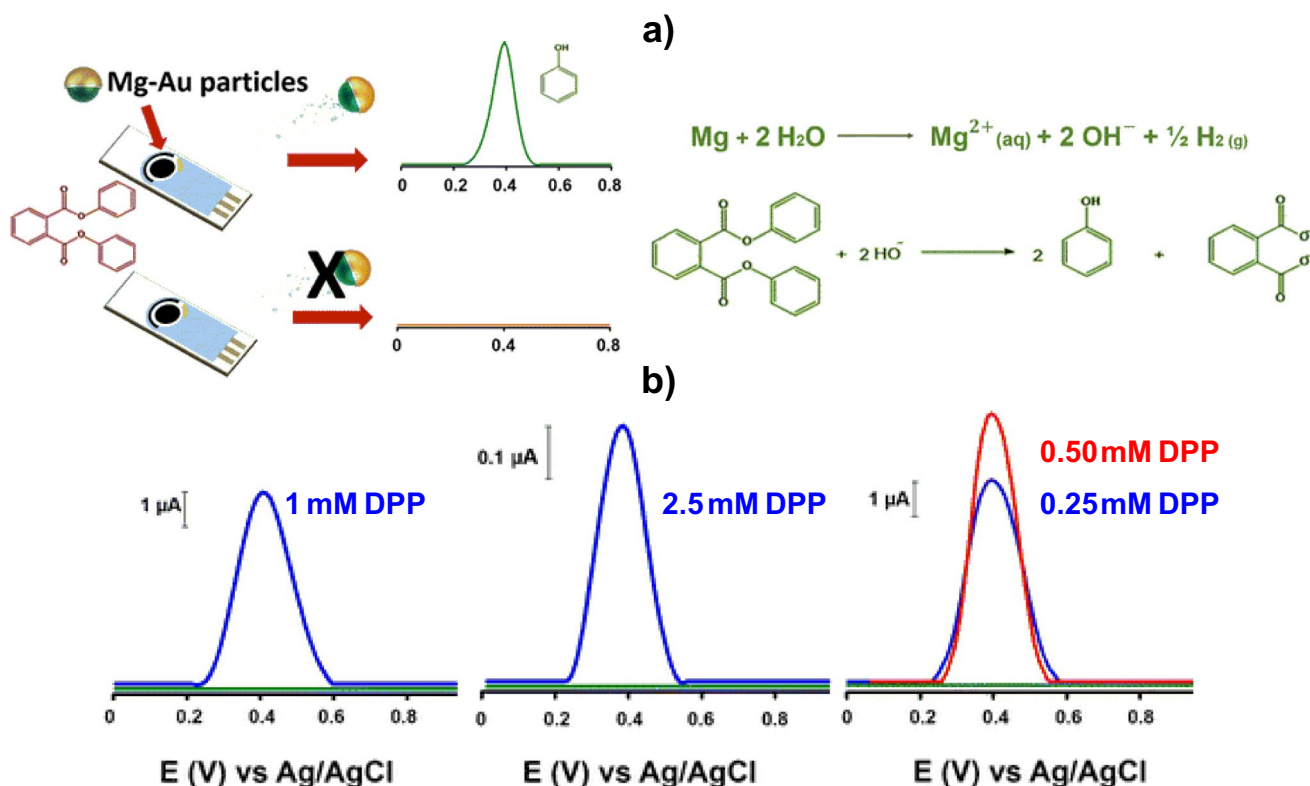 a)
Mg-Au particles
OH
0 0.2 0.4 0.6 0.8
Mg + 2 H₂O → Mg²⁺(aq) + 2 OH⁻ + ½ H₂ (g)
O
O
O
O
X
0 0.4 0.8
O
O
O
O
+ 2 HO⁻ → 2
OH
+
O
σ
σ
O
b)
1 µA
1 mM DPP
0 0.2 0.4 0.6 0.8
E (V) vs Ag/AgCl
0.1 µA
2.5 mM DPP
0 0.2 0.4 0.6 0.8
E (V) vs Ag/AgCl
1 µA
0.50 mM DPP
0.25 mM DPP
0 0.2 0.4 0.6 0.8
E (V) vs Ag/AgCl